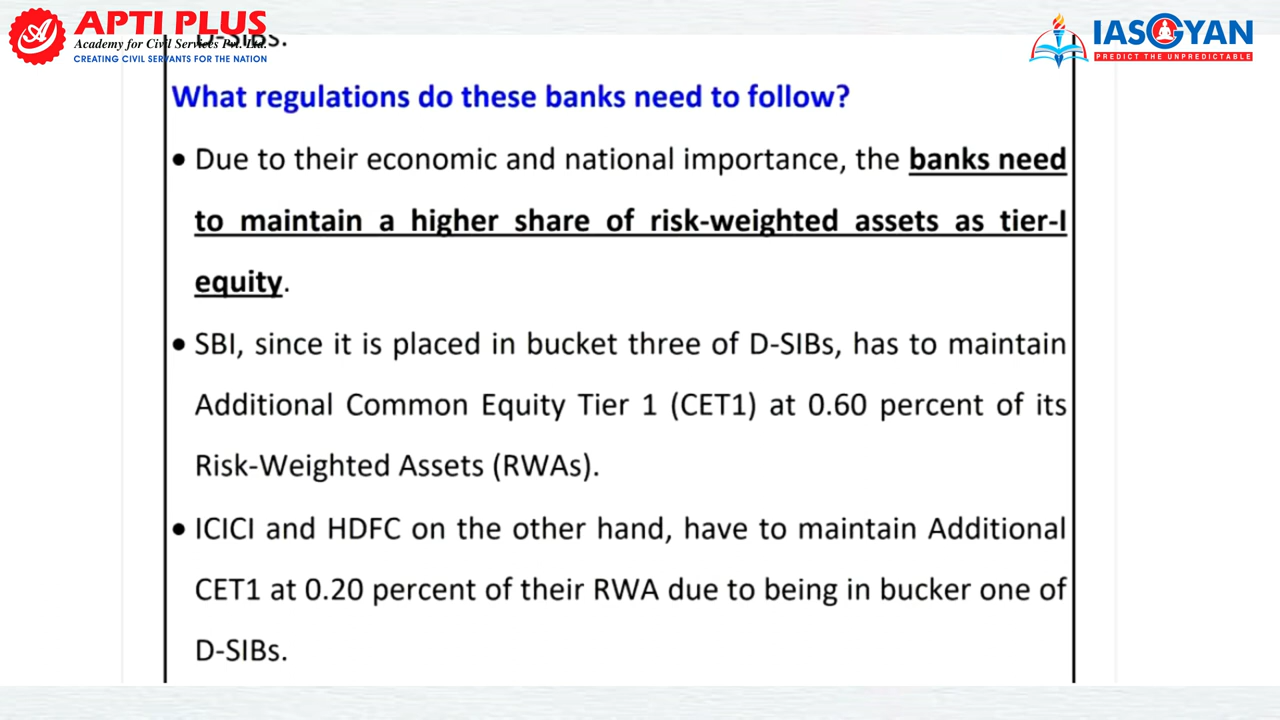 APTI PLUS
Academy for Civil Services Pvt. Ltd.
CREATING CIVIL SERVANTS FOR THE NATION
IASGYAN
PREDICT THE UNPREDICTABLE
D-SIBs.
What regulations do these banks need to follow?
• Due to their economic and national importance, the banks need
to maintain a higher share of risk-weighted assets as tier-I
equity.
• SBI, since it is placed in bucket three of D-SIBs, has to maintain
Additional Common Equity Tier 1 (CET1) at 0.60 percent of its
Risk-Weighted Assets (RWAs).
• ICICI and HDFC on the other hand, have to maintain Additional
CET1 at 0.20 percent of their RWA due to being in bucker one of
D-SIBs.